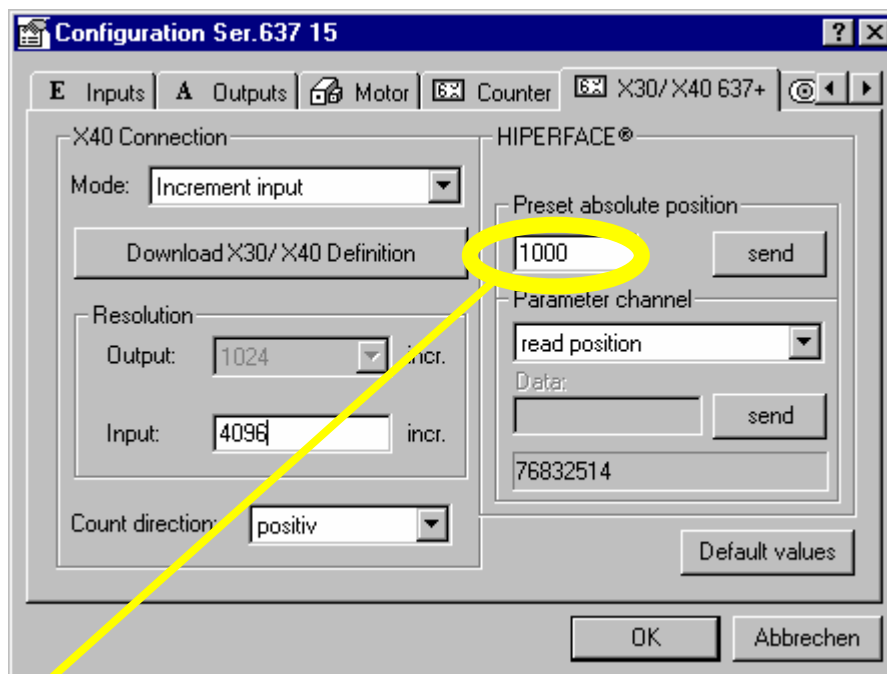 Configuration Ser.637 15
E Inputs A Outputs Motor Counter X30/X40 637+
X40 Connection
Mode: Increment input
Download X30/X40 Definition
Resolution
Output: 1024 incr.
Input: 4096 incr.
Count direction: positiv
HIPERFACE®
Preset absolute position
1000 send
Parameter channel
read position
Data:
send
76832514
Default values
OK Abbrechen